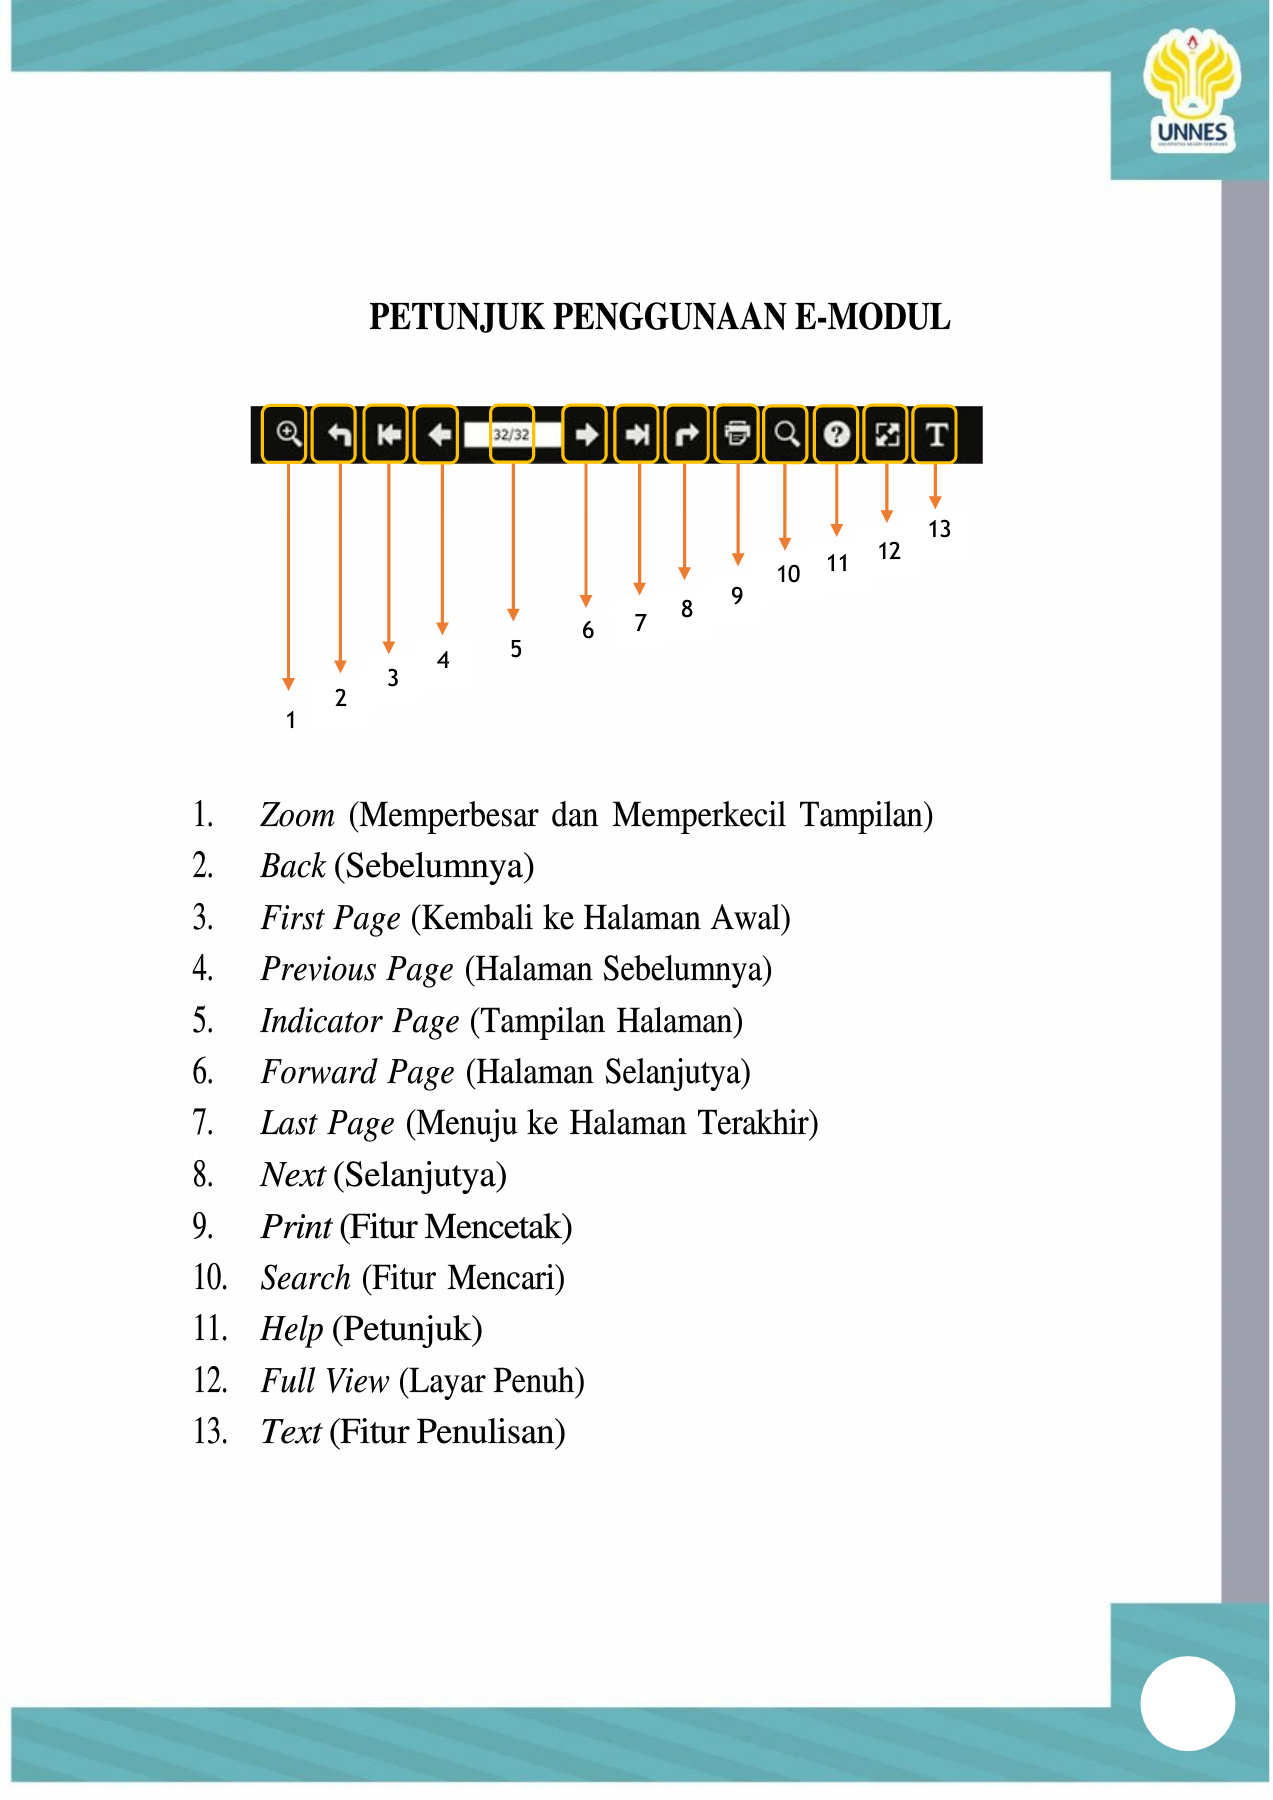 UNNES
UNIVERSITAS NEGERI SEMARANG
PETUNJUK PENGGUNAAN E-MODUL
32/32
T
13
12
11
10
9
8
7
6
5
4
3
2
1
1. Zoom (Memperbesar dan Memperkecil Tampilan)
2. Back (Sebelumnya)
3. First Page (Kembali ke Halaman Awal)
4. Previous Page (Halaman Sebelumnya)
5. Indicator Page (Tampilan Halaman)
6. Forward Page (Halaman Selanjutya)
7. Last Page (Menuju ke Halaman Terakhir)
8. Next (Selanjutya)
9. Print (Fitur Mencetak)
10. Search (Fitur Mencari)
11. Help (Petunjuk)
12. Full View (Layar Penuh)
13. Text (Fitur Penulisan)